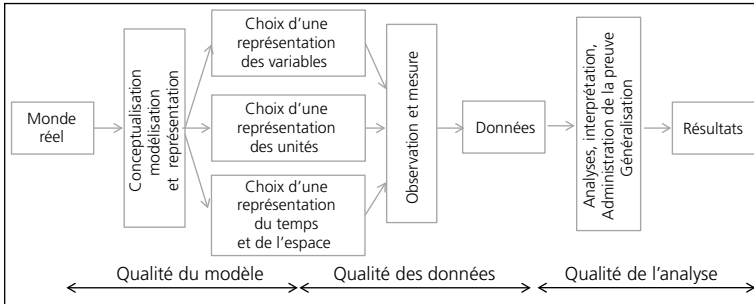 Monde
réel
Conceptualisation
modélisation
et représentation
Choix d'une
représentation
des variables
Choix d'une
représentation
des unités
Choix d'une
représentation
du temps
et de l'espace
Observation et mesure
Données
Analyses, interprétation,
Administration de la preuve
Généralisation
Résultats
Qualité du modèle
Qualité des données
Qualité de l'analyse